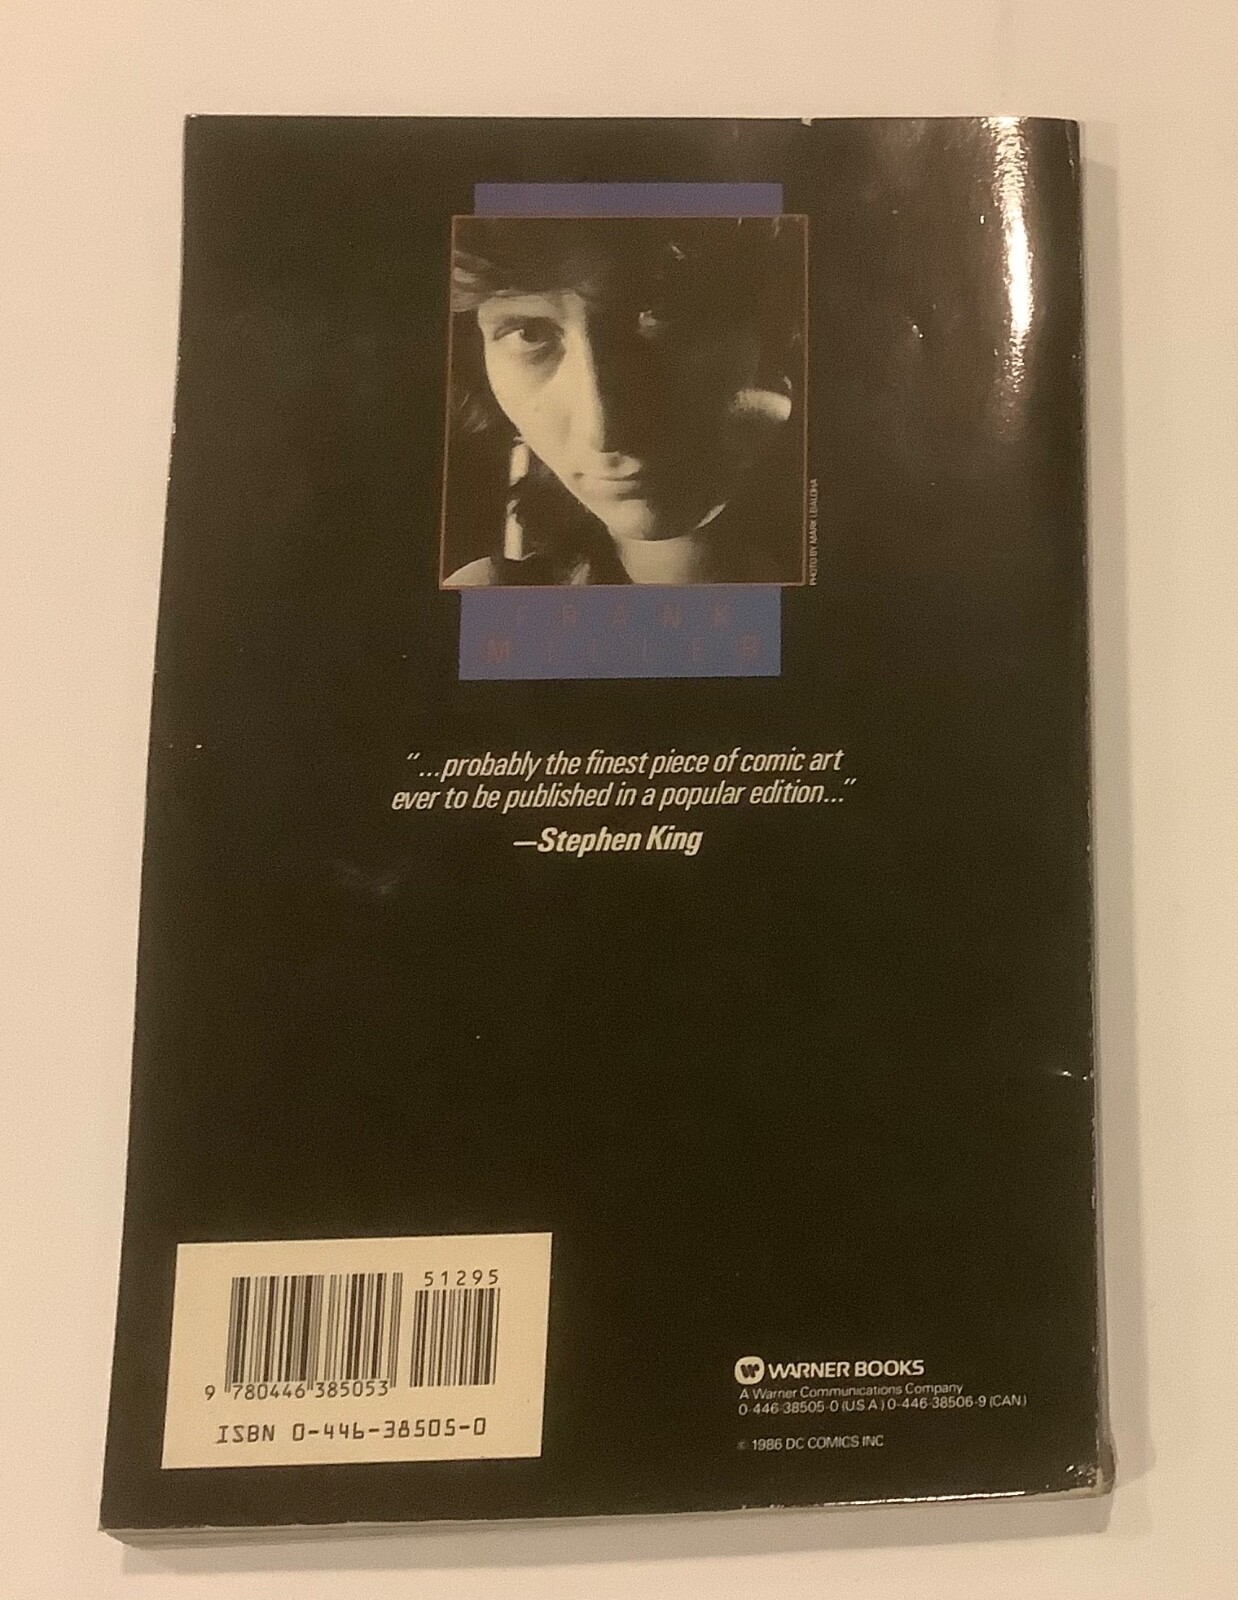 PHOTO BY MARK LEIALOHA
FRANK
MILLER
"...probably the finest piece of comic art
ever to be published in a popular edition..."
—Stephen King
51295
9 780446 385053
ISBN 0-446-38505-0
WARNER BOOKS
A Warner Communications Company
0-446-38505-0 (U.S.A.) 0-446-38506-9 (CAN)
© 1986 DC COMICS INC